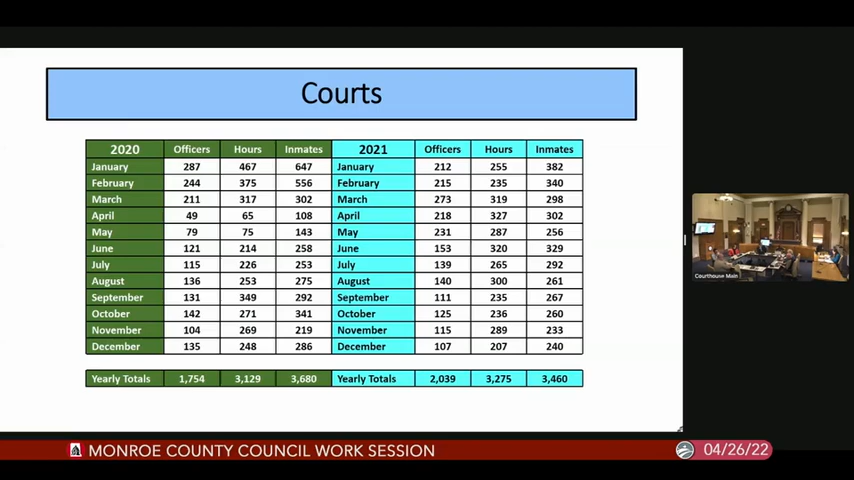 Courts
2020 Officers Hours Inmates 2021 Officers Hours Inmates
January 287 467 647 January 212 255 382
February 244 375 556 February 215 235 340
March 211 317 302 March 273 319 298
April 49 65 108 April 218 327 302
May 79 75 143 May 231 287 256
June 121 214 258 June 153 320 329
July 115 226 253 July 139 265 292
August 136 253 275 August 140 300 261
September 131 349 292 September 111 235 267
October 142 271 341 October 125 236 260
November 104 269 219 November 115 289 233
December 135 248 286 December 107 207 240
Yearly Totals 1,754 3,129 3,680 Yearly Totals 2,039 3,275 3,460
Courthouse Main
MONROE COUNTY COUNCIL WORK SESSION 04/26/22